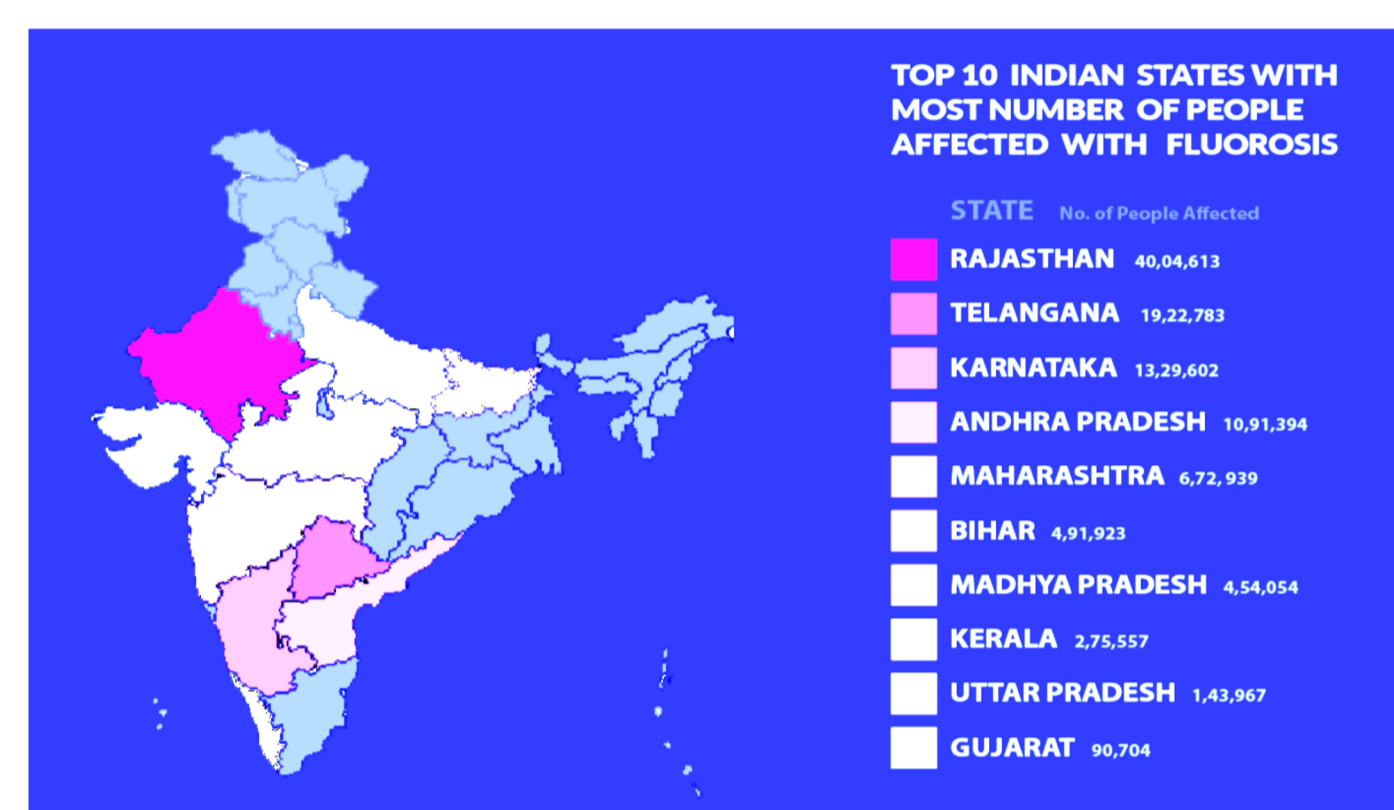 TOP 10 INDIAN STATES WITH
MOST NUMBER OF PEOPLE
AFFECTED WITH FLUOROSIS
STATE No. of People Affected
RAJASTHAN 40,04,613
TELANGANA 19,22,783
KARNATAKA 13,29,602
ANDHRA PRADESH 10,91,394
MAHARASHTRA 6,72,939
BIHAR 4,91,923
MADHYA PRADESH 4,54,054
KERALA 2,75,557
UTTAR PRADESH 1,43,967
GUJARAT 90,704